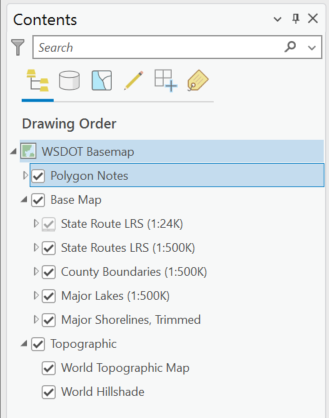 Contents
Search
Drawing Order
WSDOT Basemap
Polygon Notes
Base Map
State Route LRS (1:24K)
State Routes LRS (1:500K)
County Boundaries (1:500K)
Major Lakes (1:500K)
Major Shorelines, Trimmed
Topographic
World Topographic Map
World Hillshade